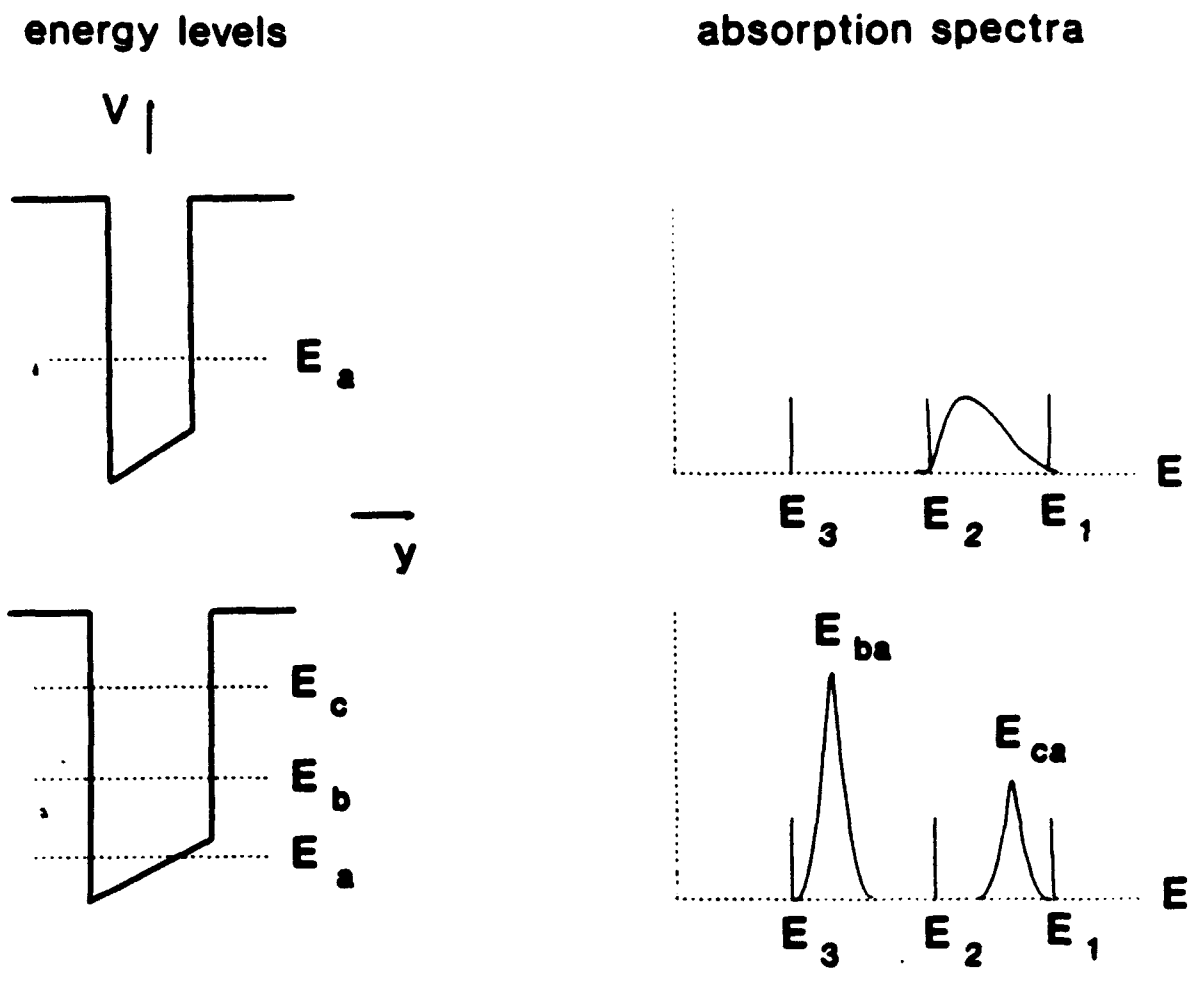 energy levels
absorption spectra
V
E a
E
E 3 E 2 E 1
y
E ba
E c
E ca
E b
E a
E
E 3 E 2 E 1